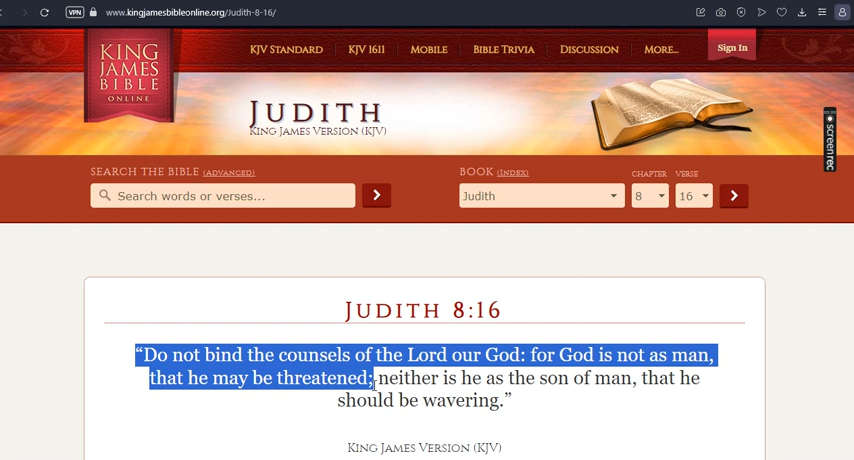 VPN www.kingjamesbibleonline.org/Judith-8-16/
KING
JAMES
BIBLE
ONLINE
KJV STANDARD KJV 1611 MOBILE BIBLE TRIVIA DISCUSSION MORE... Sign In
JUDITH
KING JAMES VERSION (KJV)
screenrec
SEARCH THE BIBLE (ADVANCED) BOOK (INDEX) CHAPTER VERSE
Search words or verses... Judith 8 16
JUDITH 8:16
“Do not bind the counsels of the Lord our God: for God is not as man,
that he may be threatened; neither is he as the son of man, that he
should be wavering.”
KING JAMES VERSION (KJV)